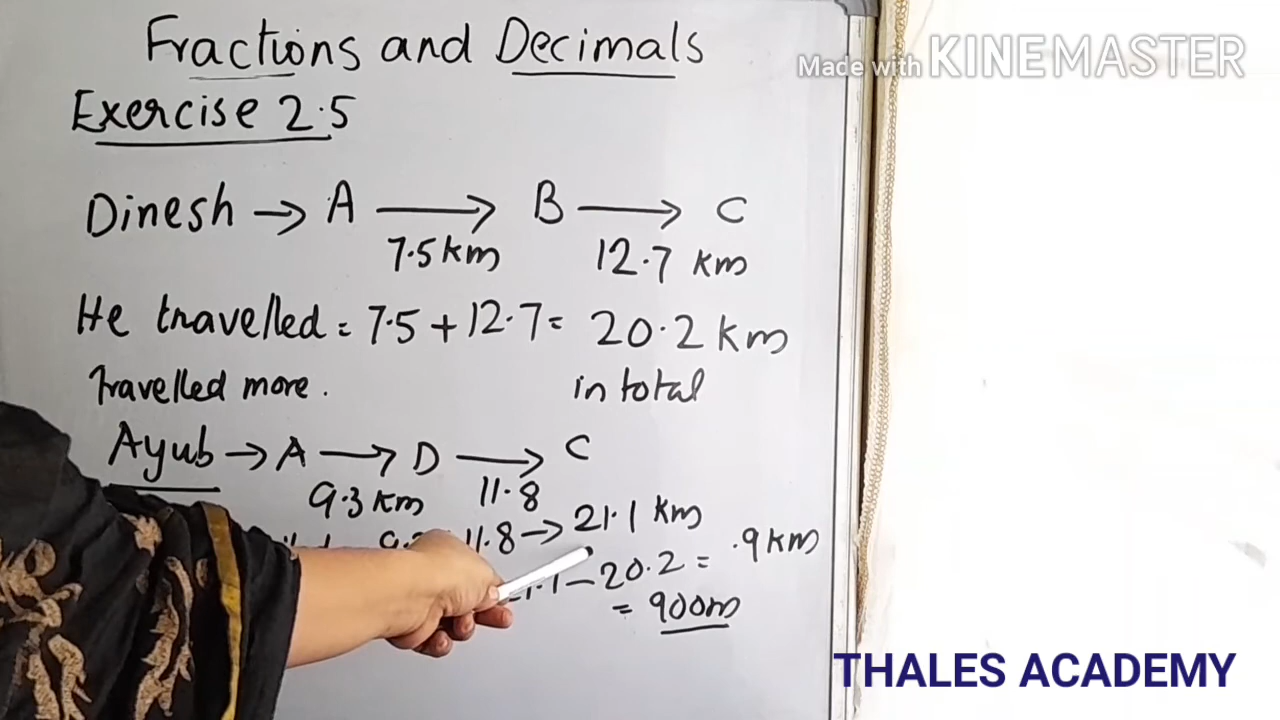 Fractions and Decimals
Made with KINEMASTER
Exercise 2.5
Dinesh → A → B → C
7.5 km 12.7 km
He travelled = 7.5 + 12.7 = 20.2 km
Travelled more. in total
Ayub → A → D → C
9.3 km 11.8
11.8 → 21.1 km
- 20.2 = .9 km
= 900m
THALES ACADEMY